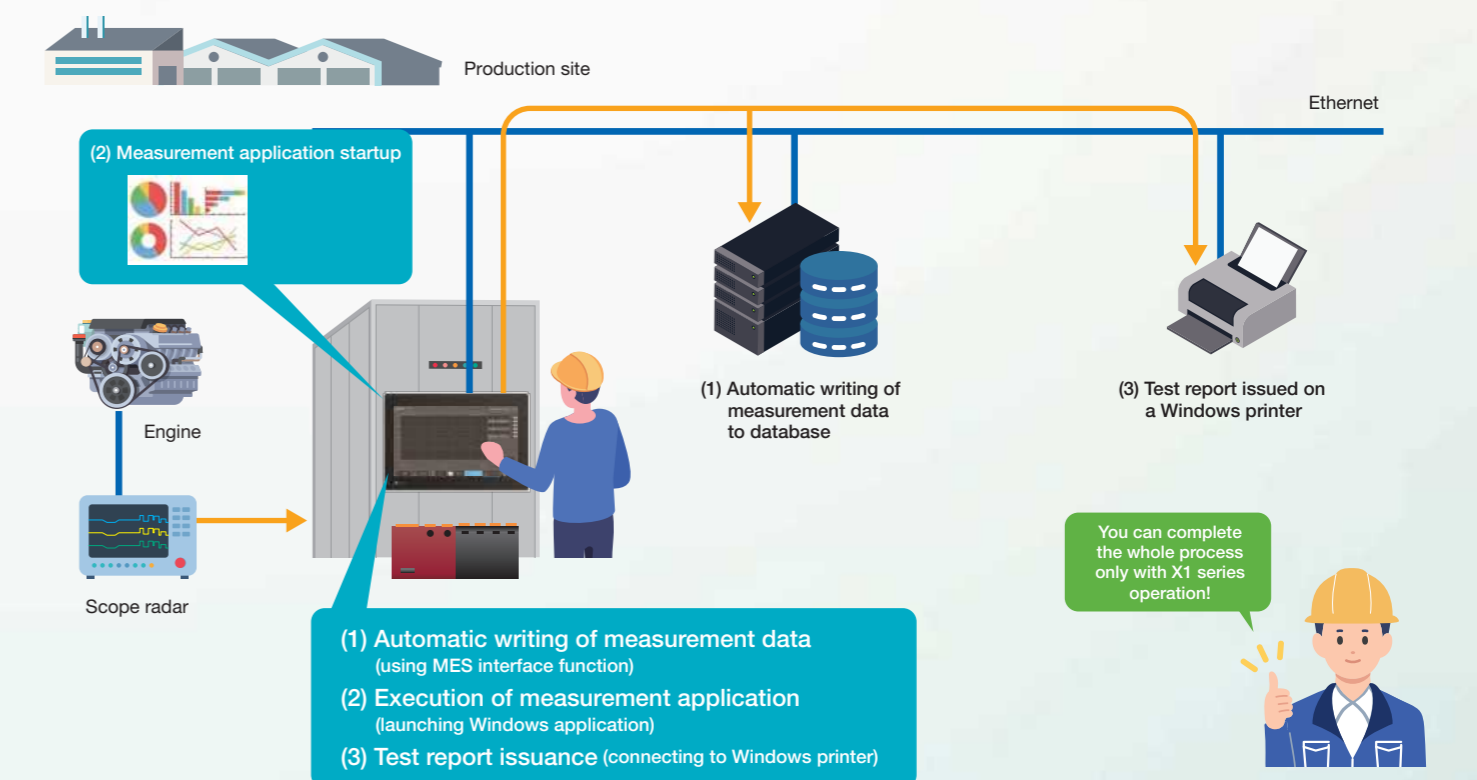 Production site
Ethernet
(2) Measurement application startup
Engine
(1) Automatic writing of
measurement data
to database
(3) Test report issued on
a Windows printer
Scope radar
You can complete
the whole process
only with X1 series
operation!
(1) Automatic writing of measurement data
(using MES interface function)
(2) Execution of measurement application
(launching Windows application)
(3) Test report issuance (connecting to Windows printer)